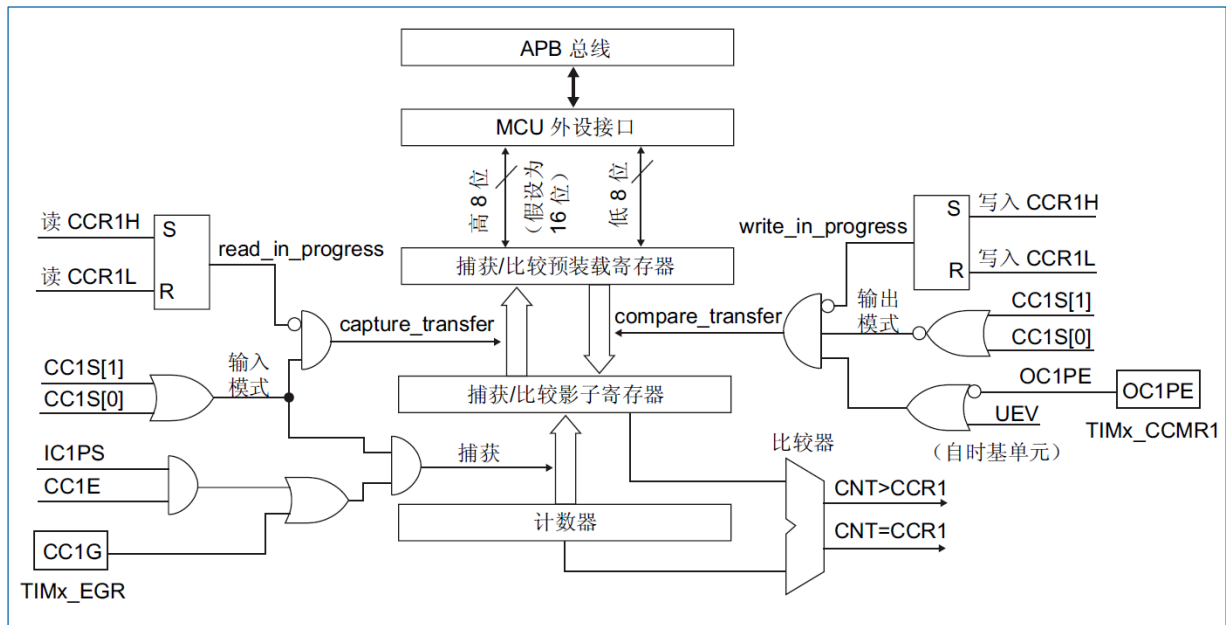 APB 总线
MCU 外设接口
高 8 位
（假设为
16 位）
低 8 位
读 CCR1H
S
read_in_progress
读 CCR1L
R
write_in_progress
S
写入 CCR1H
R
写入 CCR1L
捕获/比较预装载寄存器
capture_transfer
compare_transfer
输出
模式
CC1S[1]
CC1S[0]
CC1S[1]
CC1S[0]
输入
模式
捕获/比较影子寄存器
OC1PE
OC1PE
UEV
TIMx_CCMR1
（自时基单元）
IC1PS
CC1E
捕获
比较器
CNT>CCR1
CNT=CCR1
计数器
CC1G
TIMx_EGR